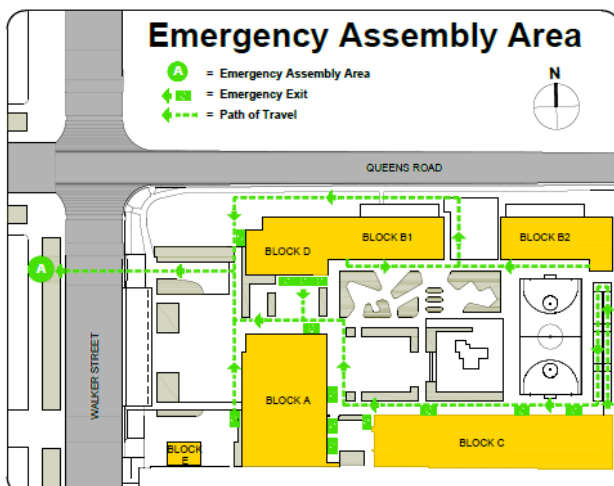 Emergency Assembly Area
A = Emergency Assembly Area
= Emergency Exit
= Path of Travel
N
QUEENS ROAD
BLOCK B1
BLOCK B2
BLOCK D
A
WALKER STREET
BLOCK A
BLOCK C
BLOCK
E